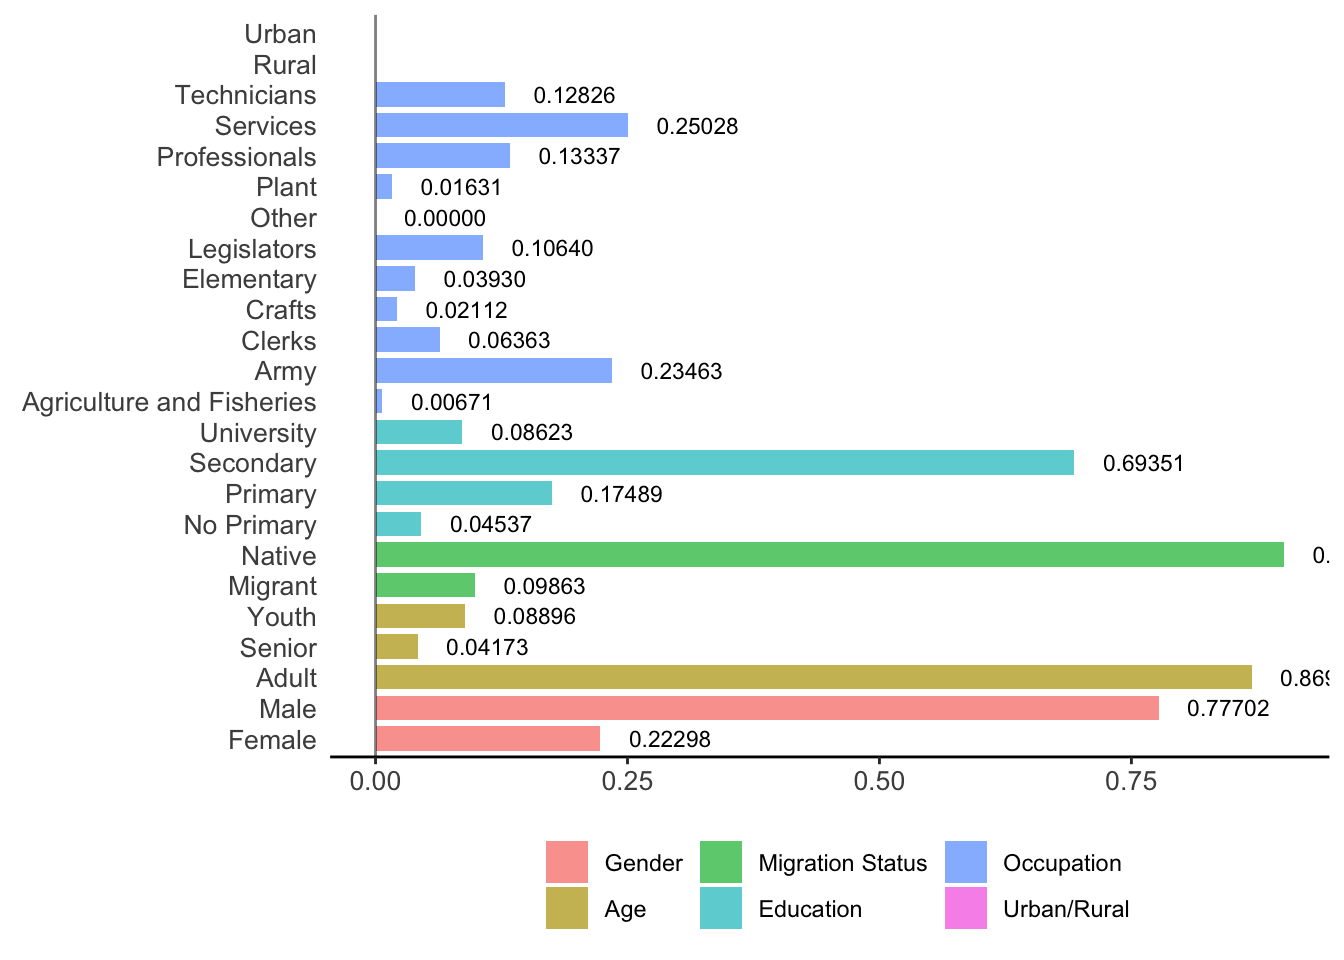 Urban
Rural
Technicians 0.12826
Services 0.25028
Professionals 0.13337
Plant 0.01631
Other 0.00000
Legislators 0.10640
Elementary 0.03930
Crafts 0.02112
Clerks 0.06363
Army 0.23463
Agriculture and Fisheries 0.00671
University 0.08623
Secondary 0.69351
Primary 0.17489
No Primary 0.04537
Native 0.
Migrant 0.09863
Youth 0.08896
Senior 0.04173
Adult
Male 0.77702
Female 0.22298
0.00 0.25 0.50 0.75
Gender Migration Status Occupation
Age Education Urban/Rural